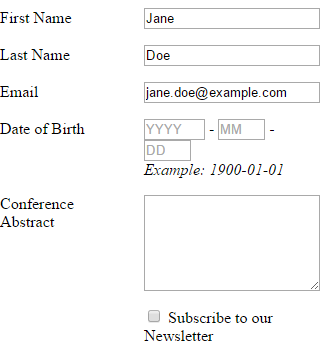 First Name Jane
Last Name Doe
Email jane.doe@example.com
Date of Birth YYYY - MM -
DD
Example: 1900-01-01
Conference
Abstract
Subscribe to our
Newsletter